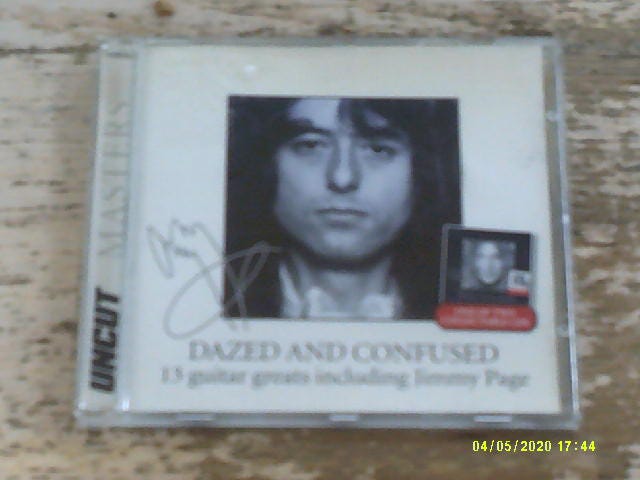 UNCUT MASTERS
DAZED AND CONFUSED
13 guitar greats including Jimmy Page
04/05/2020 17:44